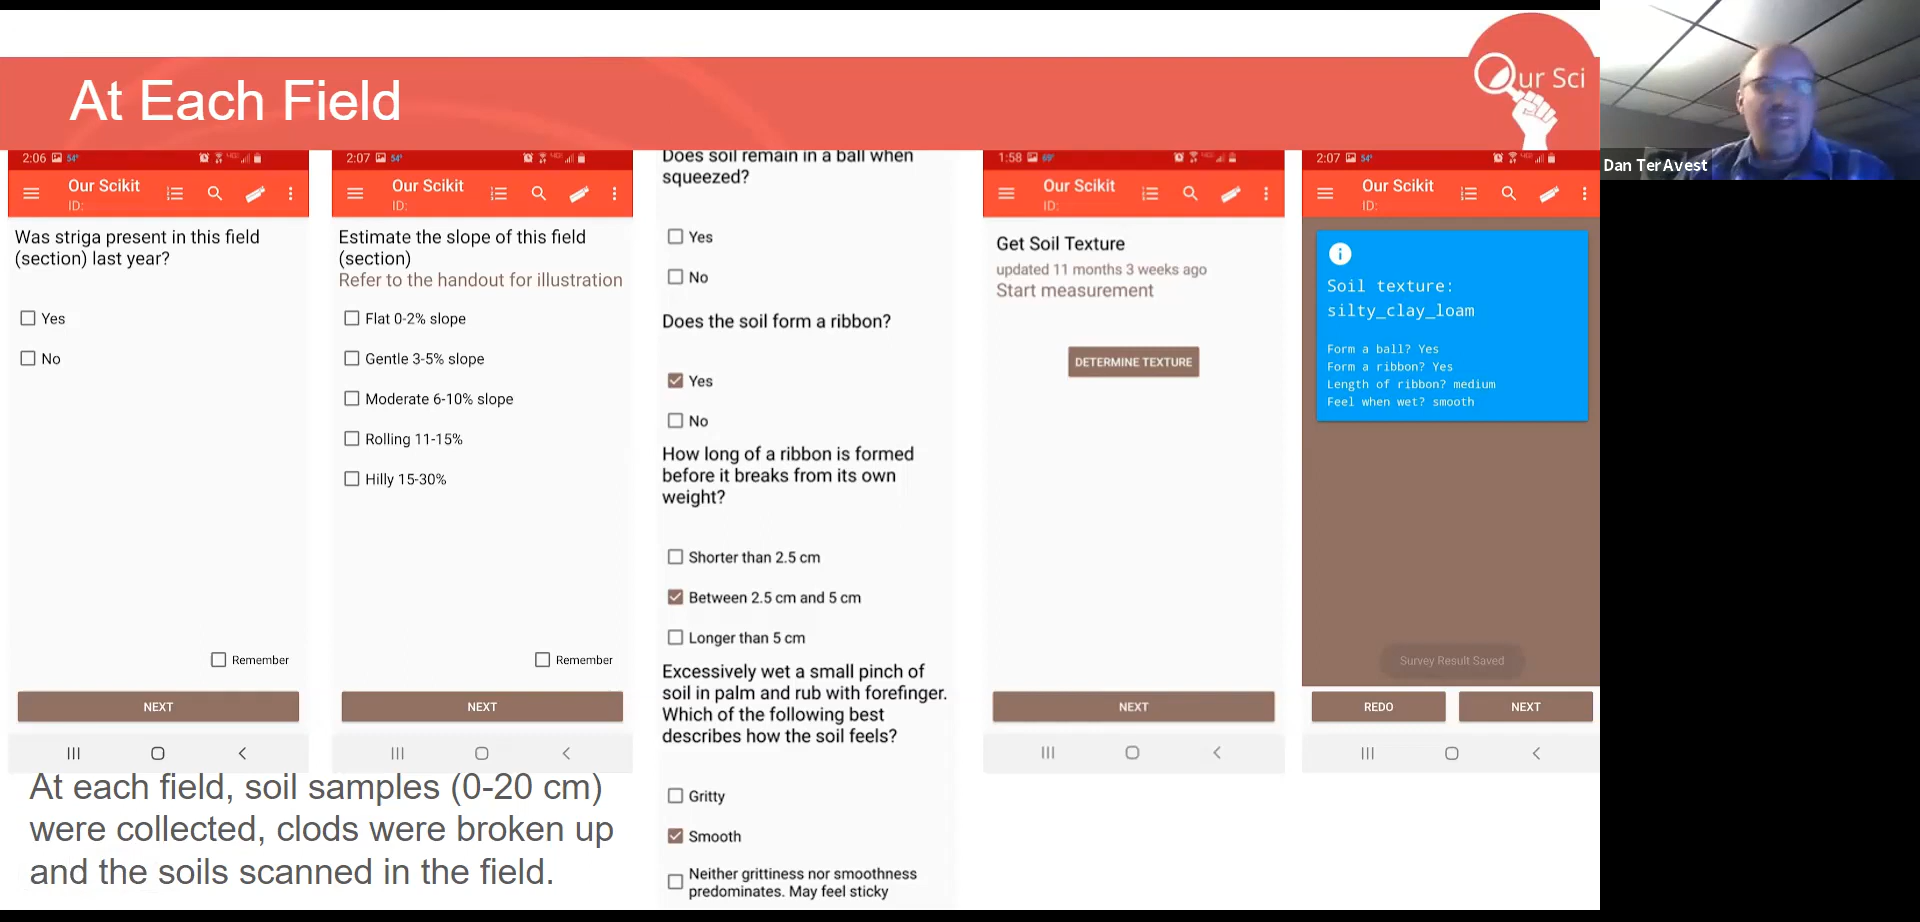 At Each Field
Our Sci
Dan TerAvest
2:06 54°
Our Scikit
ID:
Was striga present in this field
(section) last year?
Yes
No
Remember
NEXT
2:07 54°
Our Scikit
ID:
Estimate the slope of this field
(section)
Refer to the handout for illustration
Flat 0-2% slope
Gentle 3-5% slope
Moderate 6-10% slope
Rolling 11-15%
Hilly 15-30%
Remember
NEXT
Does soil remain in a ball when
squeezed?
Yes
No
Does the soil form a ribbon?
Yes
No
How long of a ribbon is formed
before it breaks from its own
weight?
Shorter than 2.5 cm
Between 2.5 cm and 5 cm
Longer than 5 cm
Excessively wet a small pinch of
soil in palm and rub with forefinger.
Which of the following best
describes how the soil feels?
Gritty
Smooth
Neither grittiness nor smoothness
predominates. May feel sticky
1:58
Our Scikit
ID:
Get Soil Texture
updated 11 months 3 weeks ago
Start measurement
DETERMINE TEXTURE
NEXT
2:07 54°
Our Scikit
ID:
Soil texture:
silty_clay_loam
Form a ball? Yes
Form a ribbon? Yes
Length of ribbon? medium
Feel when wet? smooth
Survey Result Saved
REDO
NEXT
At each field, soil samples (0-20 cm)
were collected, clods were broken up
and the soils scanned in the field.